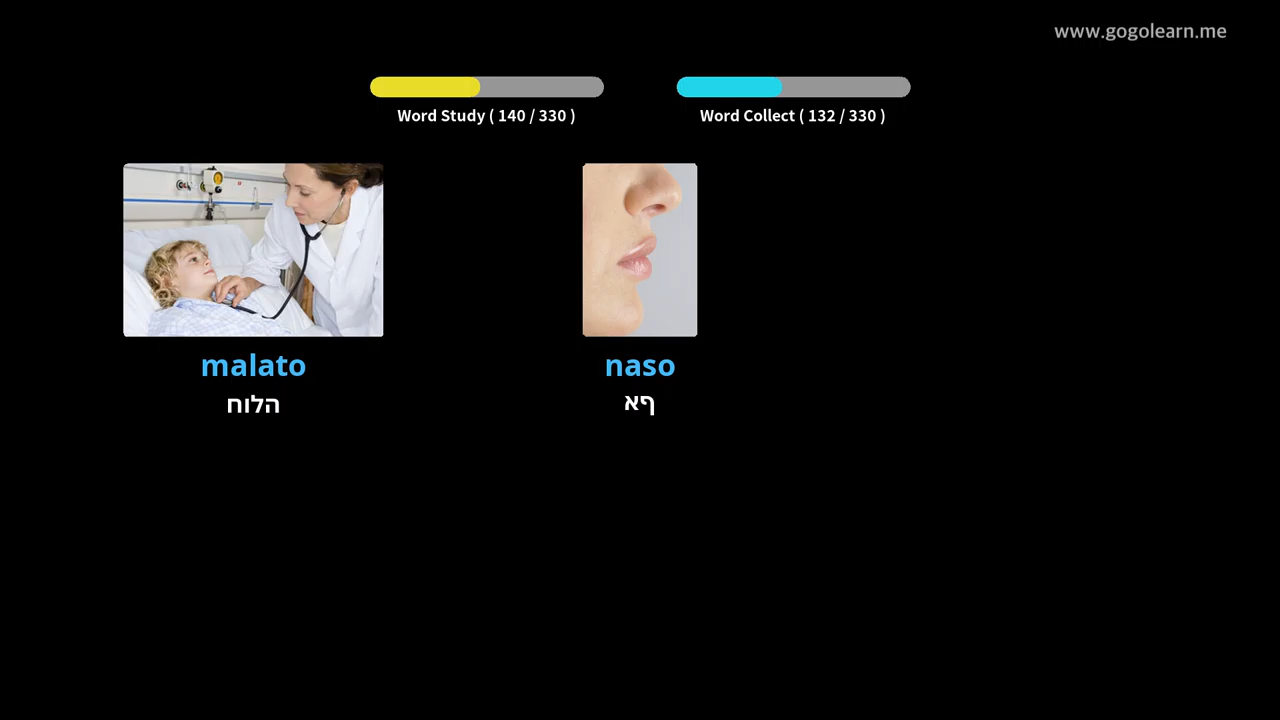 www.gogolearn.me
Word Study ( 140 / 330 )
Word Collect ( 132 / 330 )
malato
הלוח
naso
ףא